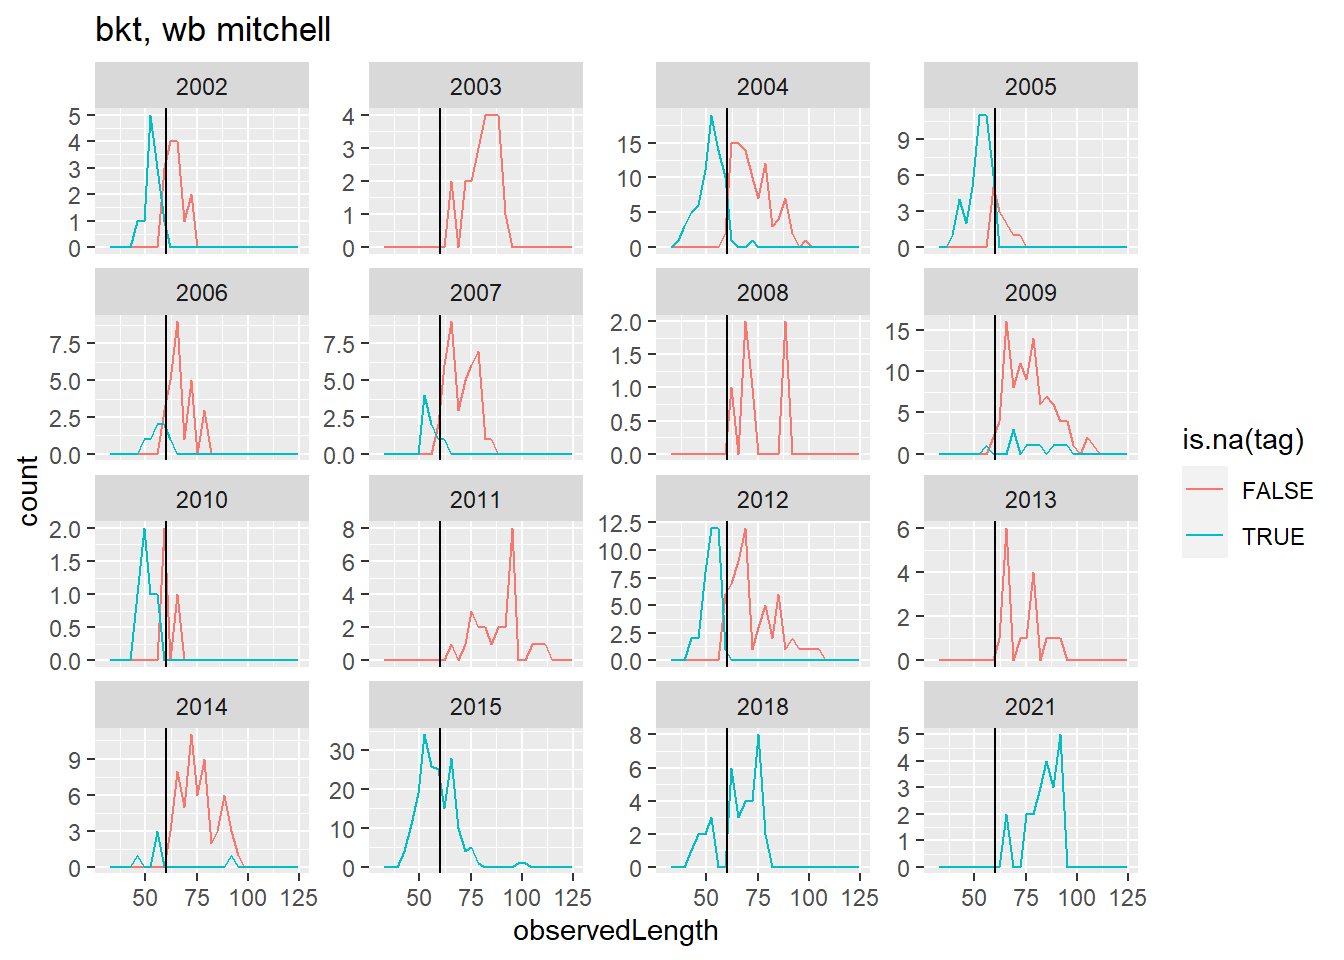 bkt, wb mitchell
2002 2003 2004 2005
5 4 3 2 1 0
4 3 2 1 0
15 10 5 0
9 6 3 0
2006 2007 2008 2009
7.5 5.0 2.5 0.0
7.5 5.0 2.5 0.0
2.0 1.5 1.0 0.5 0.0
15 10 5 0
2010 2011 2012 2013
2.0 1.5 1.0 0.5 0.0
8 6 4 2 0
12.5 10.0 7.5 5.0 2.5 0.0
6 4 2 0
2014 2015 2018 2021
9 6 3 0
30 20 10 0
8 6 4 2 0
5 4 3 2 1 0
50 75 100 125 50 75 100 125 50 75 100 125 50 75 100 125
observedLength
count
is.na(tag)
FALSE
TRUE